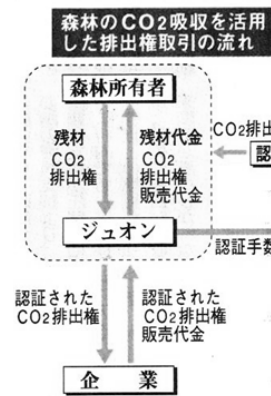 森林のCO2吸収を活用
した排出権取引の流れ
森林所有者
残材
CO2
排出権
残材代金
CO2
排出権
販売代金
CO2排出
認
ジュオン
認証手数
認証された
CO2排出権
認証された
CO2排出権
販売代金
企業